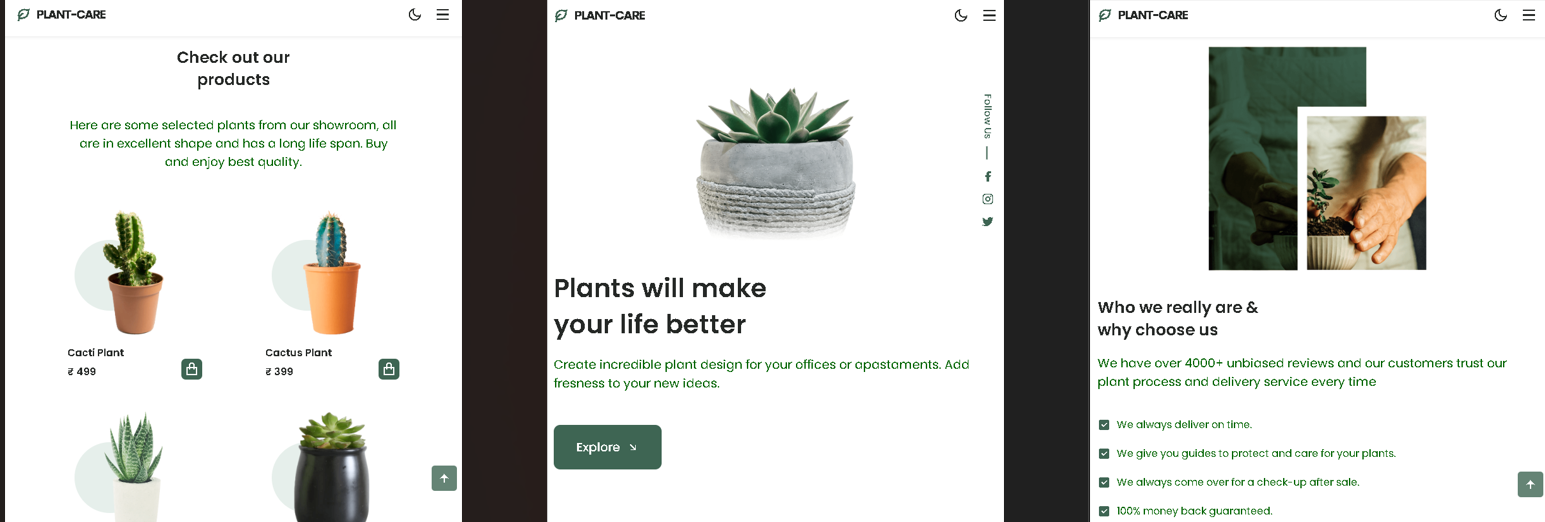 PLANT-CARE
Check out our
products
Here are some selected plants from our showroom, all
are in excellent shape and has a long life span. Buy
and enjoy best quality.
Cacti Plant
₹ 499
Cactus Plant
₹ 399
PLANT-CARE
Follow Us
Plants will make
your life better
Create incredible plant design for your offices or apastaments. Add
fresness to your new ideas.
Explore
PLANT-CARE
Who we really are &
why choose us
We have over 4000+ unbiased reviews and our customers trust our
plant process and delivery service every time
We always deliver on time.
We give you guides to protect and care for your plants.
We always come over for a check-up after sale.
100% money back guaranteed.